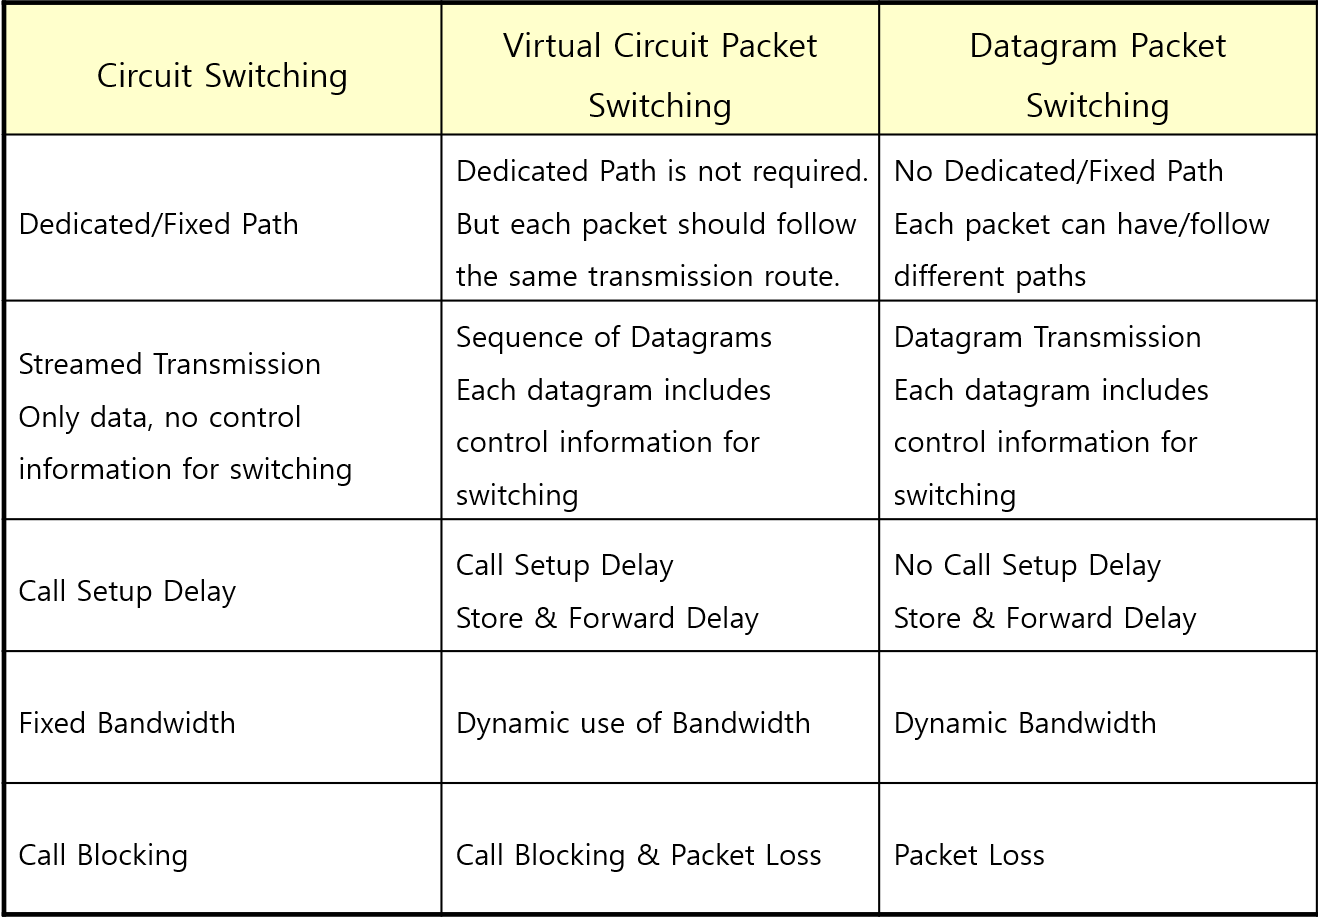 Circuit Switching
Virtual Circuit Packet
Switching
Datagram Packet
Switching
Dedicated/Fixed Path
Dedicated Path is not required.
But each packet should follow
the same transmission route.
No Dedicated/Fixed Path
Each packet can have/follow
different paths
Streamed Transmission
Only data, no control
information for switching
Sequence of Datagrams
Each datagram includes
control information for
switching
Datagram Transmission
Each datagram includes
control information for
switching
Call Setup Delay
Call Setup Delay
Store & Forward Delay
No Call Setup Delay
Store & Forward Delay
Fixed Bandwidth
Dynamic use of Bandwidth
Dynamic Bandwidth
Call Blocking
Call Blocking & Packet Loss
Packet Loss